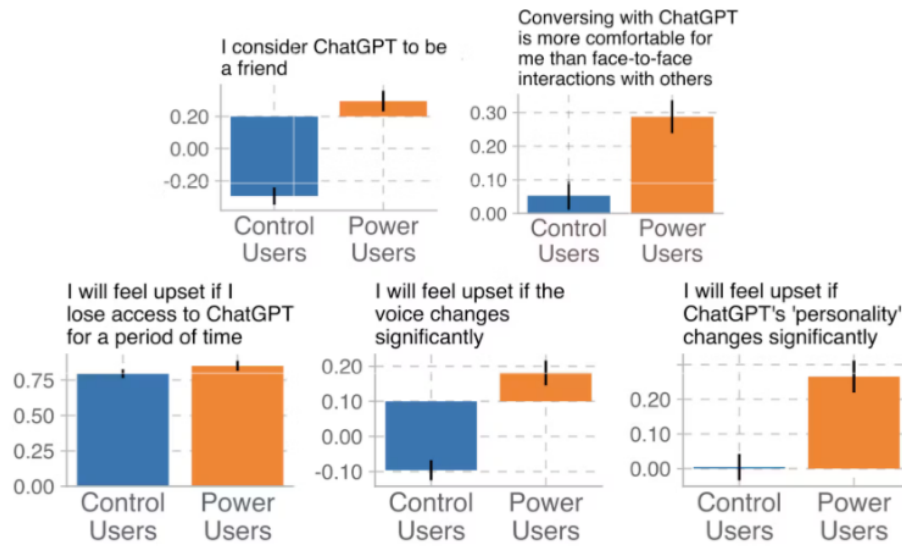 I consider ChatGPT to be
a friend
0.20
0.00
-0.20
Control
Users
Power
Users
Conversing with ChatGPT
is more comfortable for
me than face-to-face
interactions with others
0.30
0.20
0.10
0.00
Control
Users
Power
Users
I will feel upset if I
lose access to ChatGPT
for a period of time
0.75
0.50
0.25
0.00
Control
Users
Power
Users
I will feel upset if the
voice changes
significantly
0.20
0.10
0.00
-0.10
Control
Users
Power
Users
I will feel upset if
ChatGPT's 'personality'
changes significantly
0.20
0.10
0.00
Control
Users
Power
Users